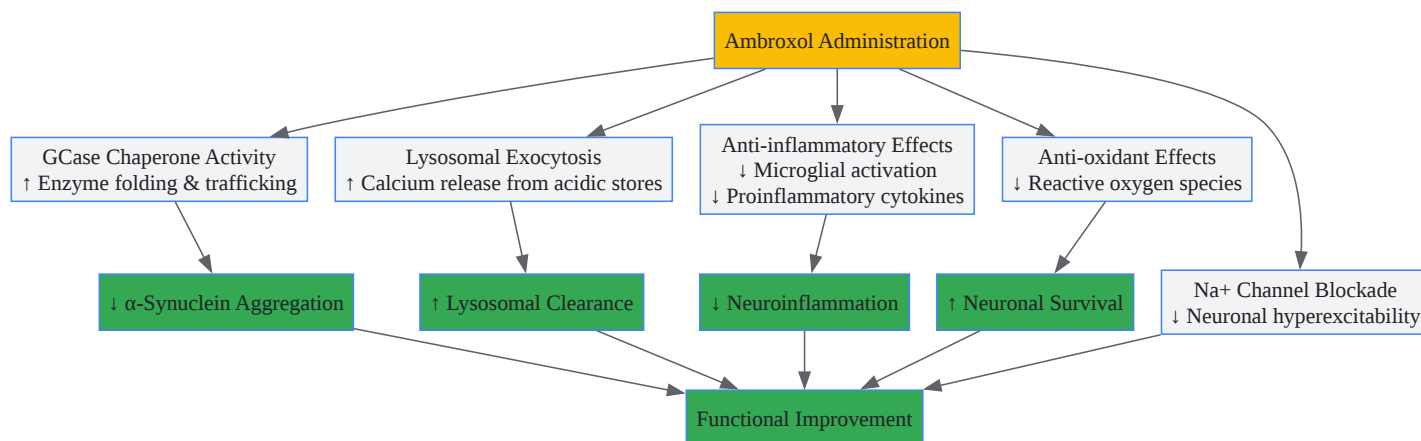 Ambroxol Administration
GCase Chaperone Activity
↑ Enzyme folding & trafficking
Lysosomal Exocytosis
↑ Calcium release from acidic stores
Anti-inflammatory Effects
↓ Microglial activation
↓ Proinflammatory cytokines
Anti-oxidant Effects
↓ Reactive oxygen species
↓ α-Synuclein Aggregation
↑ Lysosomal Clearance
↓ Neuroinflammation
↑ Neuronal Survival
Na+ Channel Blockade
↓ Neuronal hyperexcitability
Functional Improvement